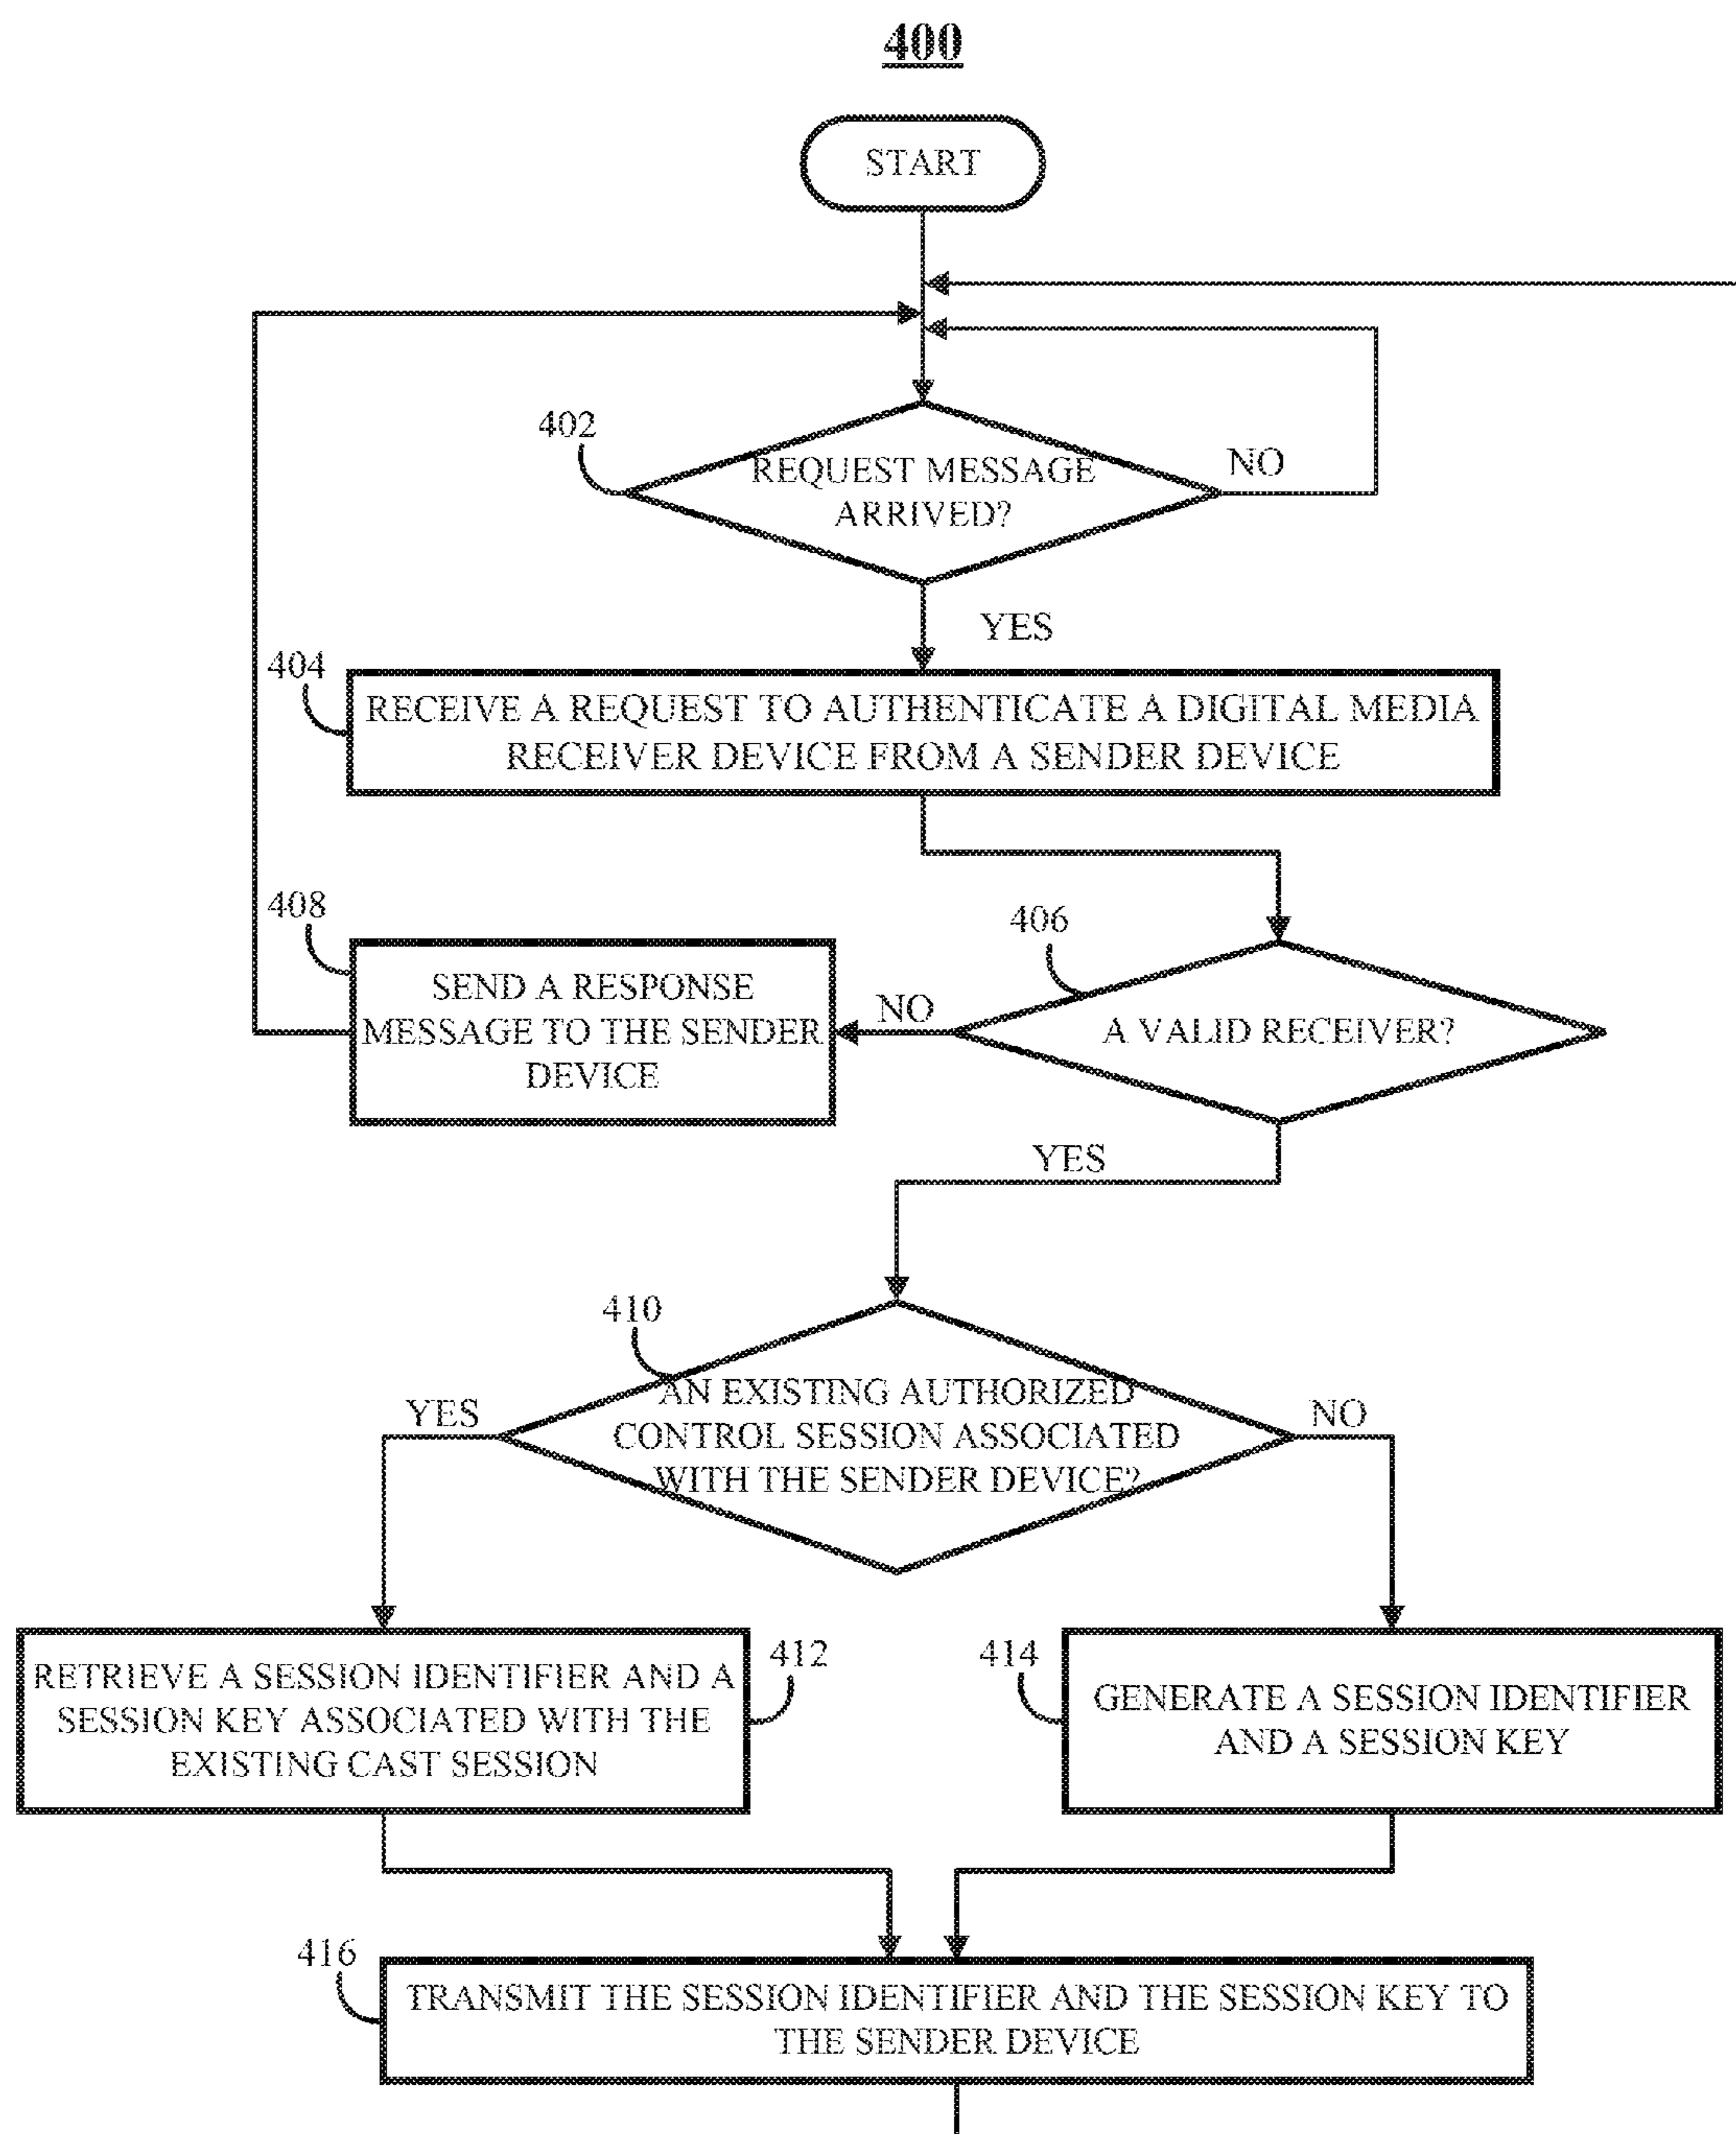 400
START
402
REQUEST MESSAGE
ARRIVED?
NO
YES
404
RECEIVE A REQUEST TO AUTHENTICATE A DIGITAL MEDIA
RECEIVER DEVICE FROM A SENDER DEVICE
408
SEND A RESPONSE
MESSAGE TO THE SENDER
DEVICE
NO
406
A VALID RECEIVER?
YES
410
AN EXISTING AUTHORIZED
CONTROL SESSION ASSOCIATED
WITH THE SENDER DEVICE?
YES
NO
RETRIEVE A SESSION IDENTIFIER AND A
SESSION KEY ASSOCIATED WITH THE
EXISTING CAST SESSION
412
414
GENERATE A SESSION IDENTIFIER
AND A SESSION KEY
416
TRANSMIT THE SESSION IDENTIFIER AND THE SESSION KEY TO
THE SENDER DEVICE